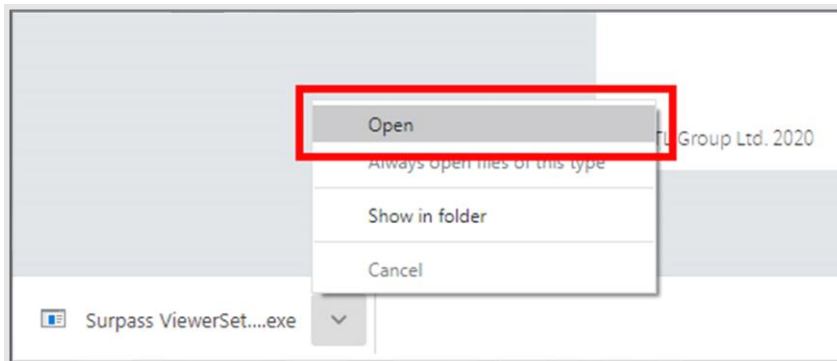 Open
TL Group Ltd. 2020
Always open files of this type
Show in folder
Cancel
Surpass ViewerSet....exe